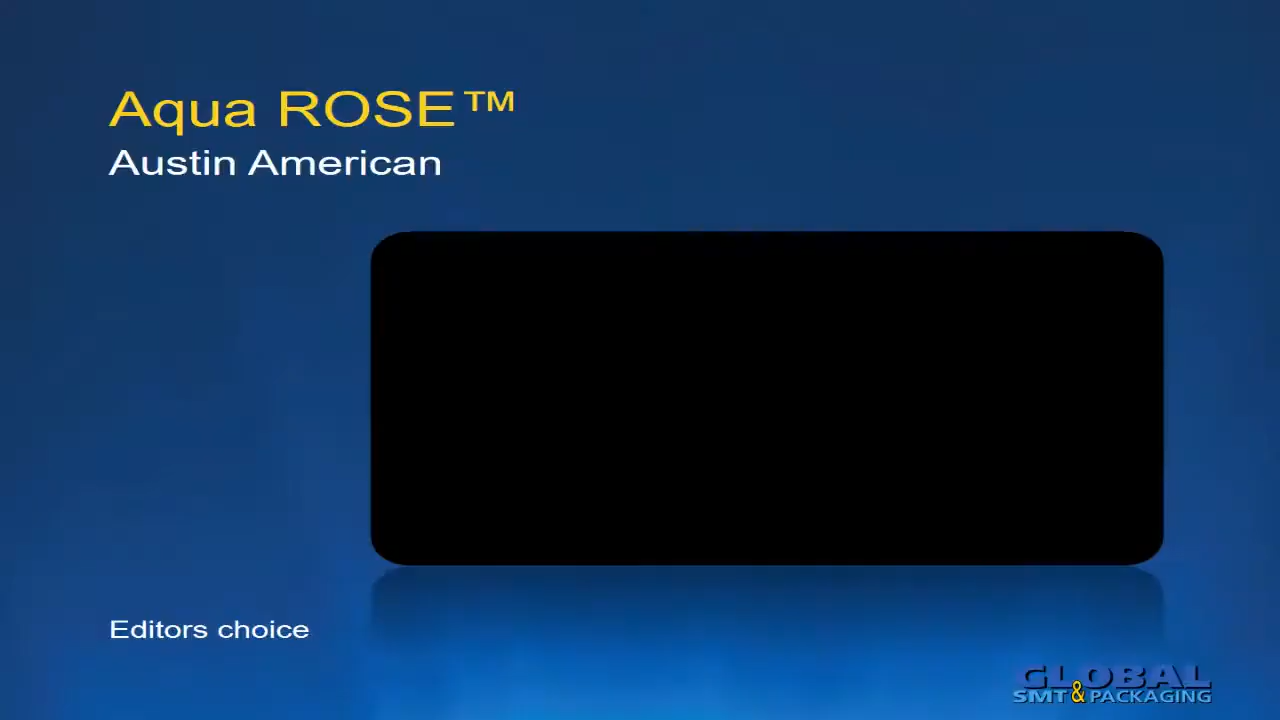 Aqua ROSE™
Austin American
Editors choice
GLOBAL
SMT & PACKAGING